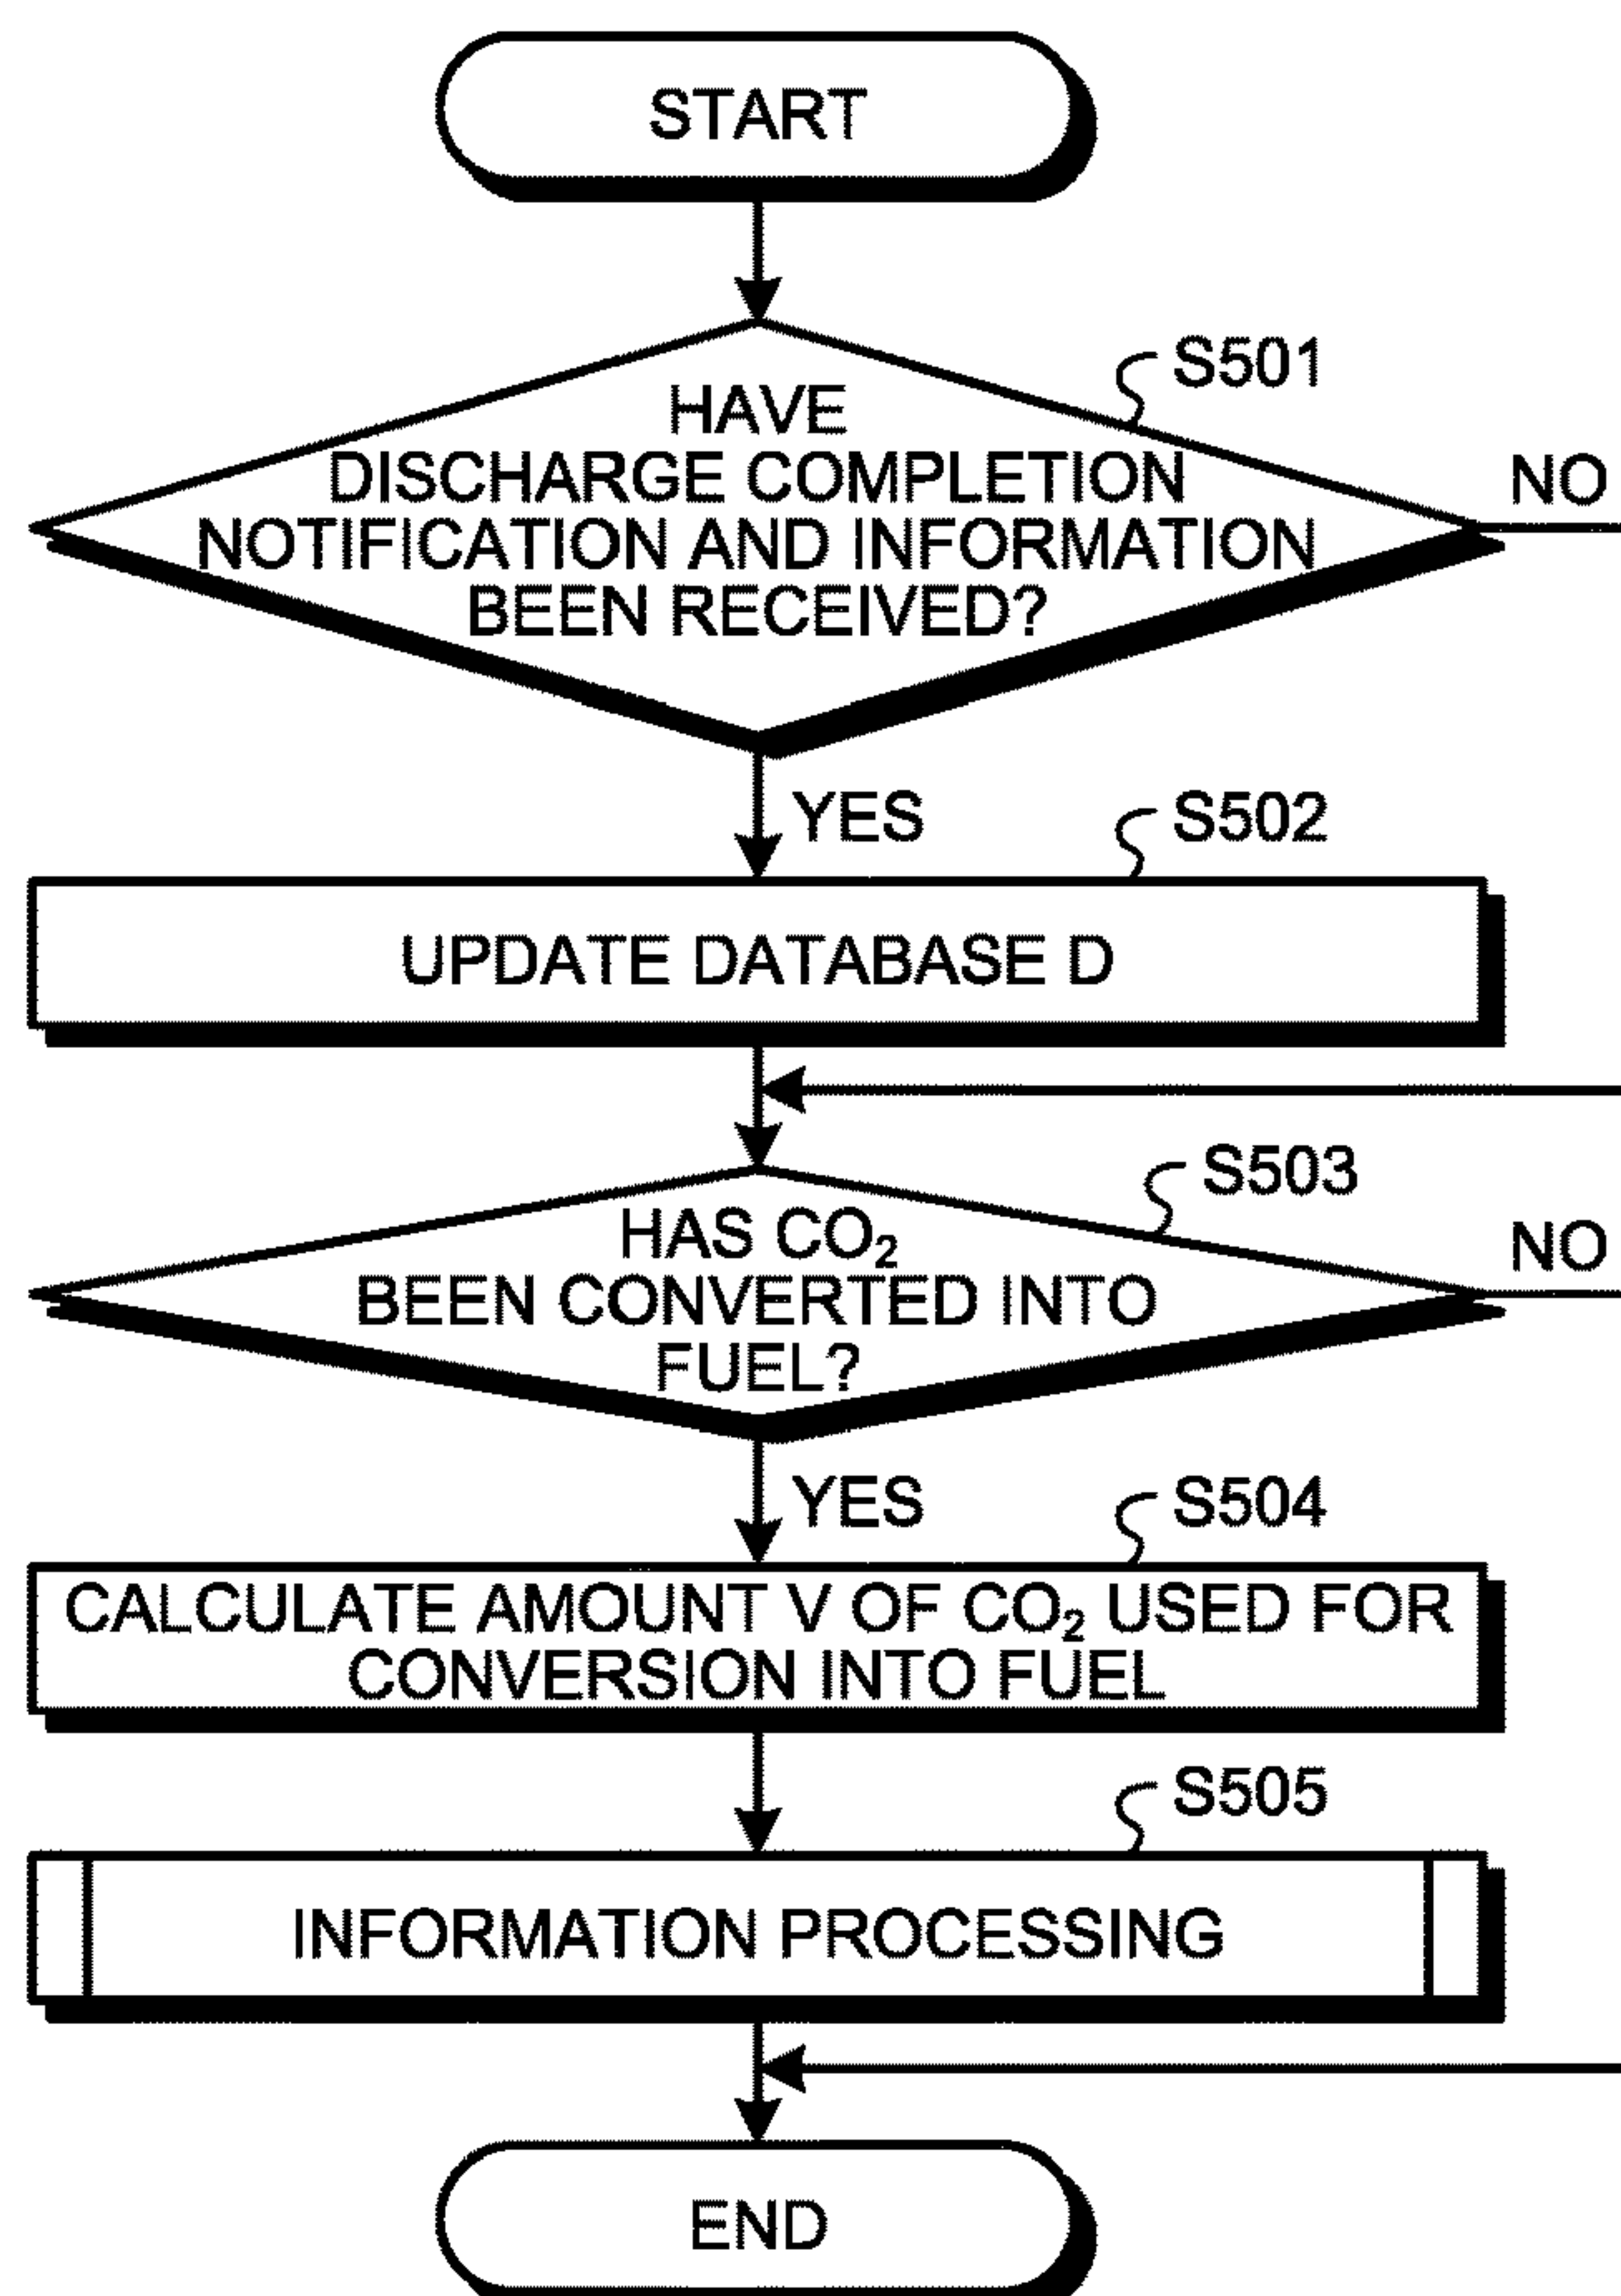 START
S501
HAVE
DISCHARGE COMPLETION
NOTIFICATION AND INFORMATION
BEEN RECEIVED?
NO
YES
S502
UPDATE DATABASE D
S503
HAS CO₂
BEEN CONVERTED INTO
FUEL?
NO
YES
S504
CALCULATE AMOUNT V OF CO₂ USED FOR
CONVERSION INTO FUEL
S505
INFORMATION PROCESSING
END